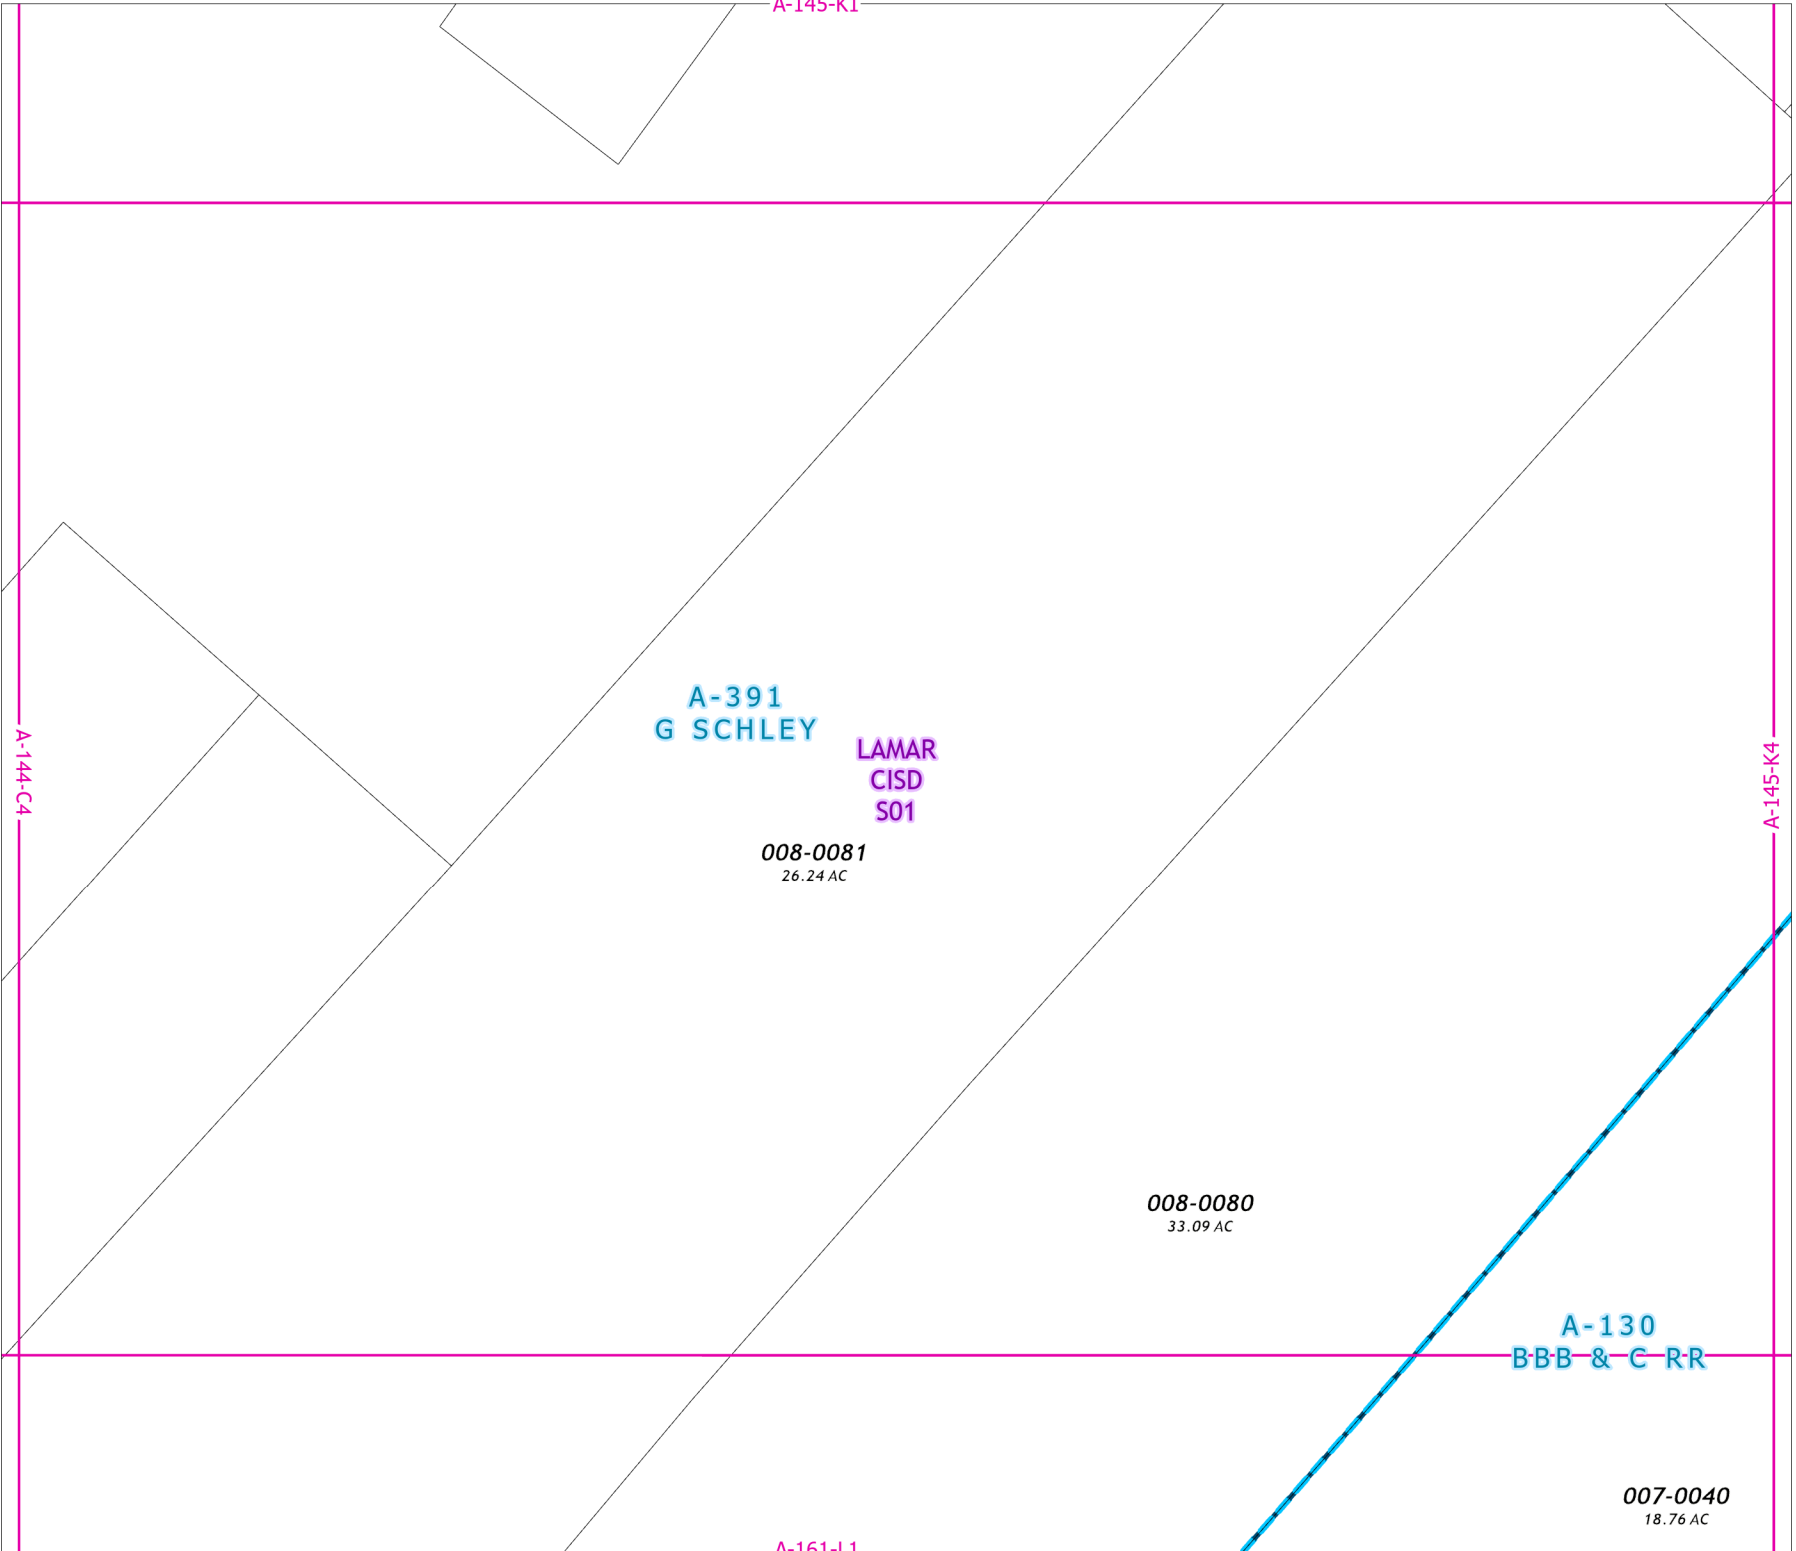 A-145-K1
A-391
G SCHLEY
LAMAR
CISD
S01
A-144-C4
A-145-K4
008-0081
26.24 AC
008-0080
33.09 AC
A-130
BBB & C RR
007-0040
18.76 AC
A-161-L1